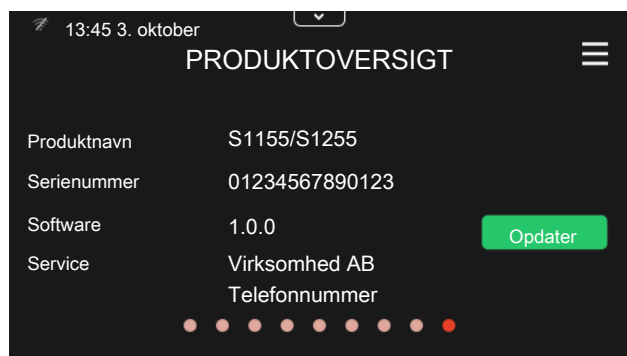 13:45 3. oktober
PRODUKTOVERSIGT
Produktnavn S1155/S1255
Serienummer 01234567890123
Software 1.0.0 Opdater
Service Virksomhed AB
Telefonnummer